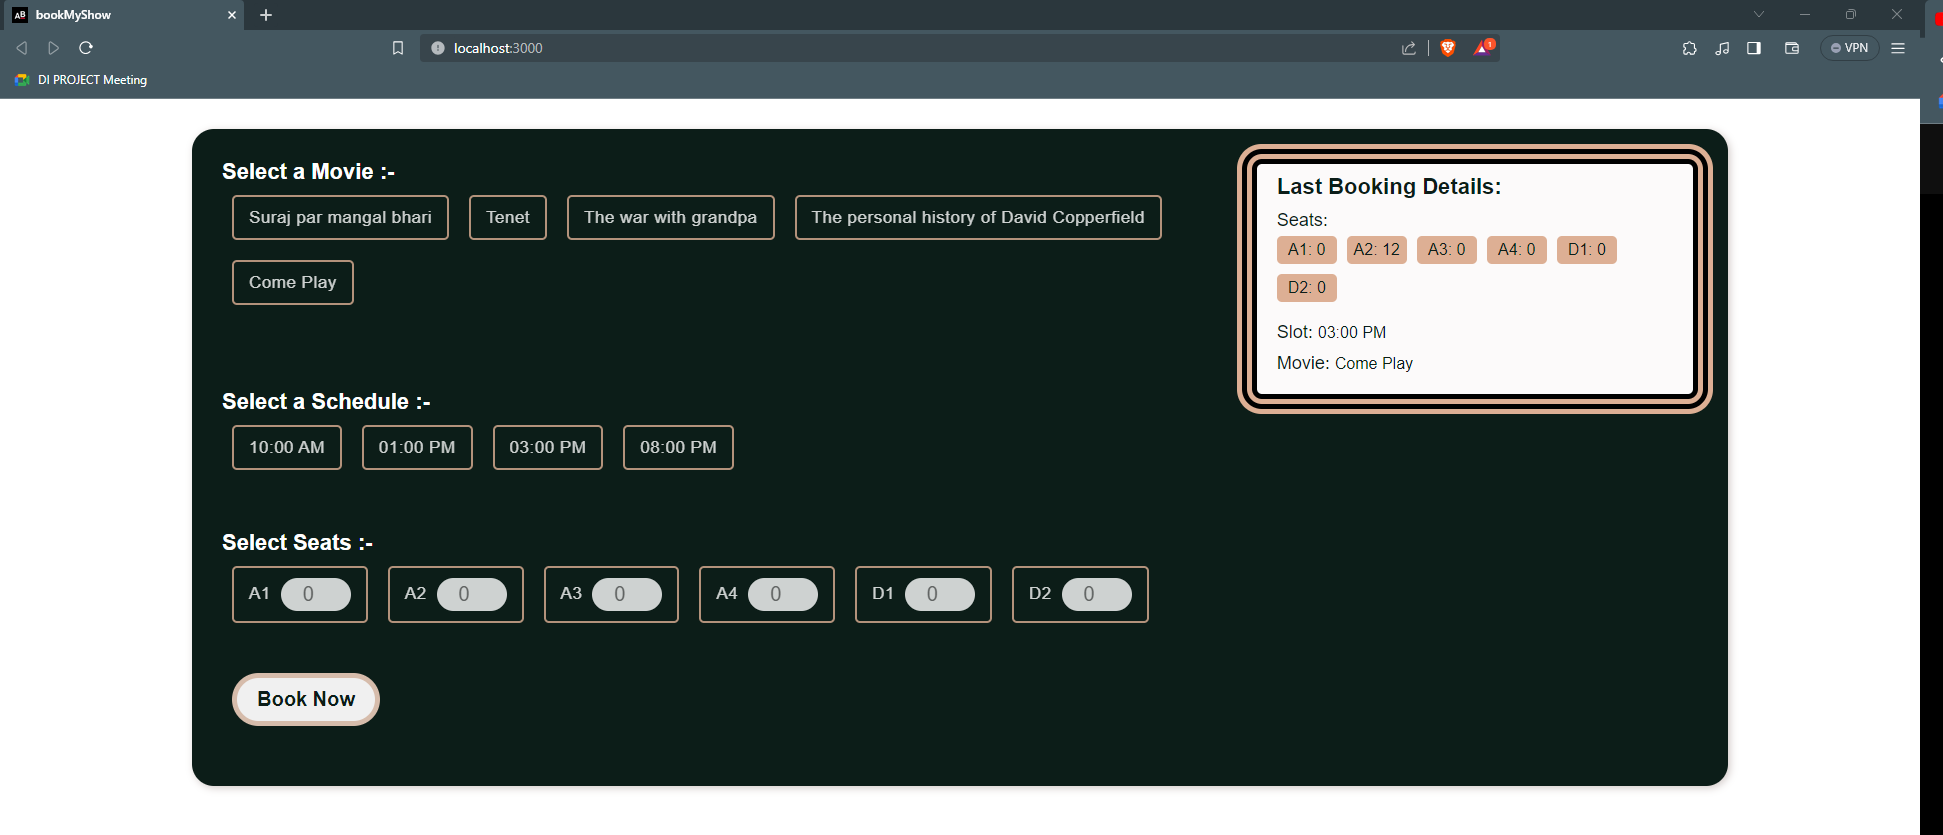 AB bookMyShow
localhost:3000
1
VPN
DI PROJECT Meeting
Select a Movie :-
Suraj par mangal bhari Tenet The war with grandpa The personal history of David Copperfield
Come Play
Select a Schedule :-
10:00 AM 01:00 PM 03:00 PM 08:00 PM
Select Seats :-
A1 0 A2 0 A3 0 A4 0 D1 0 D2 0
Book Now
Last Booking Details:
Seats:
A1: 0 A2: 12 A3: 0 A4: 0 D1: 0
D2: 0
Slot: 03:00 PM
Movie: Come Play